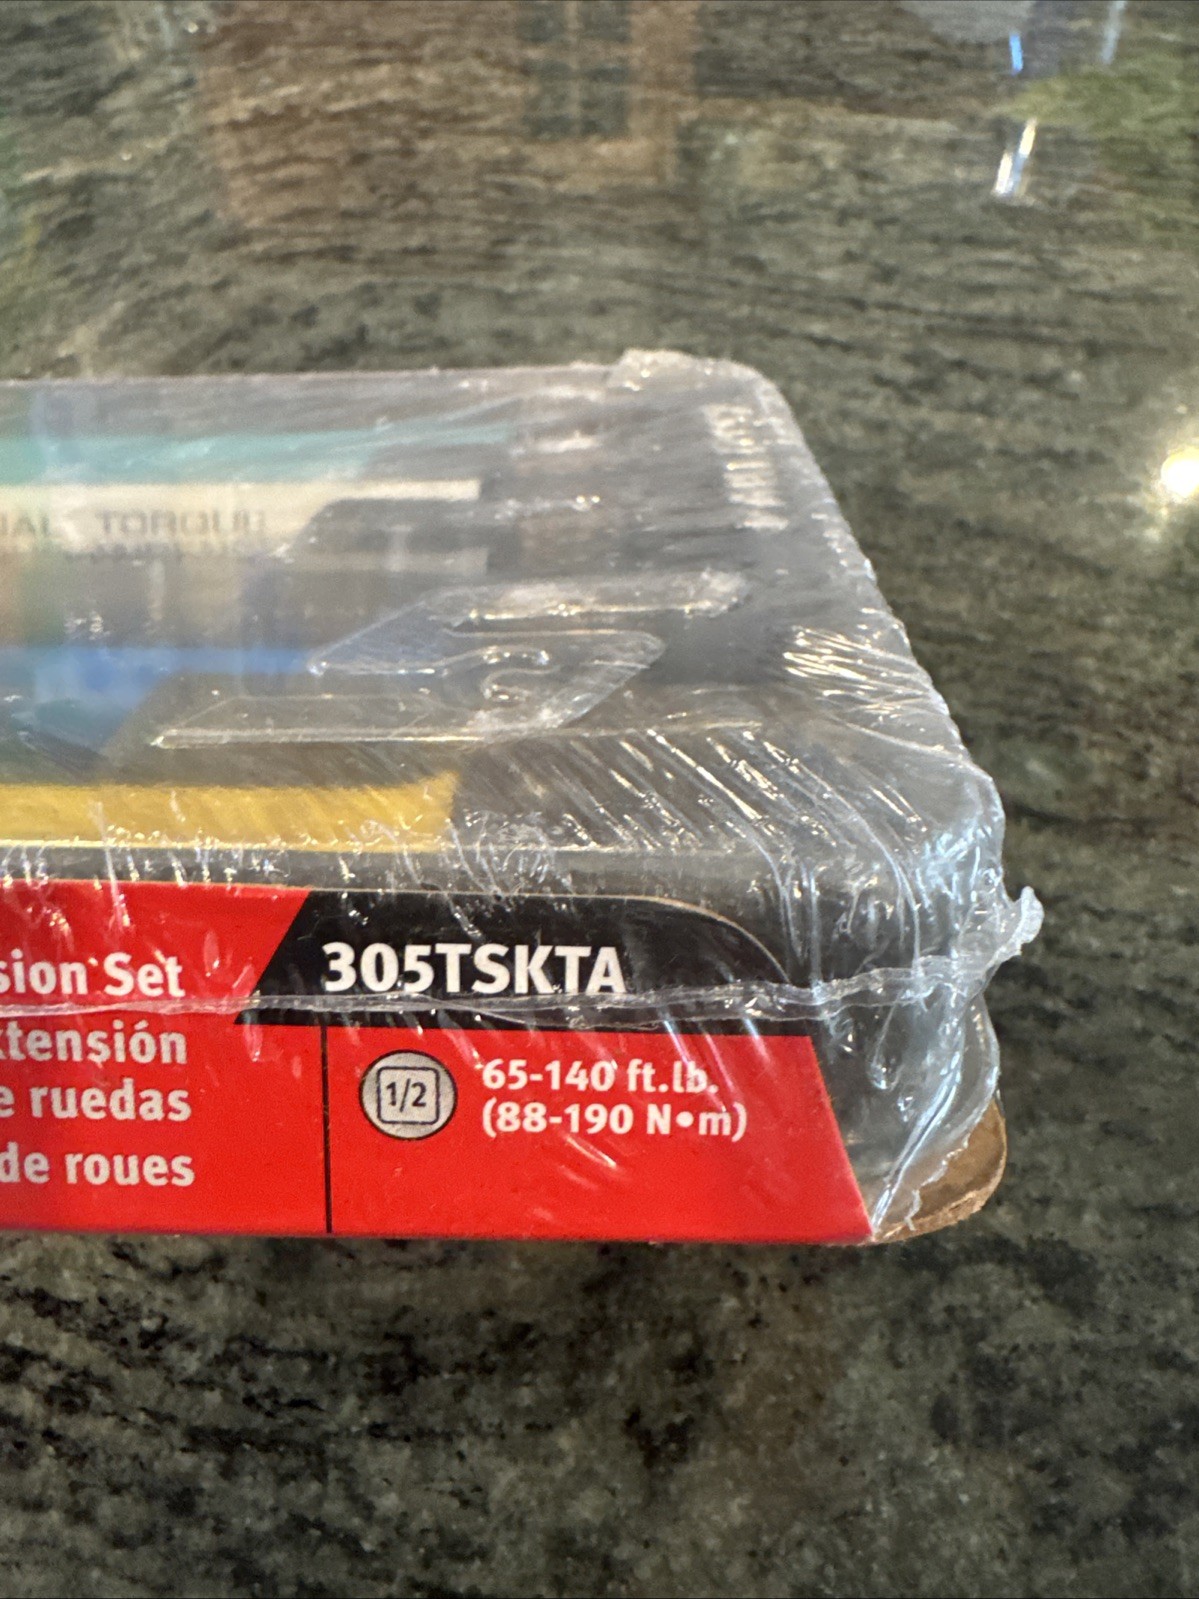 TORQUE
305TSKTA
sion Set
xtensión
e ruedas
de roues
1/2
65-140 ft.lb.
(88-190 N•m)